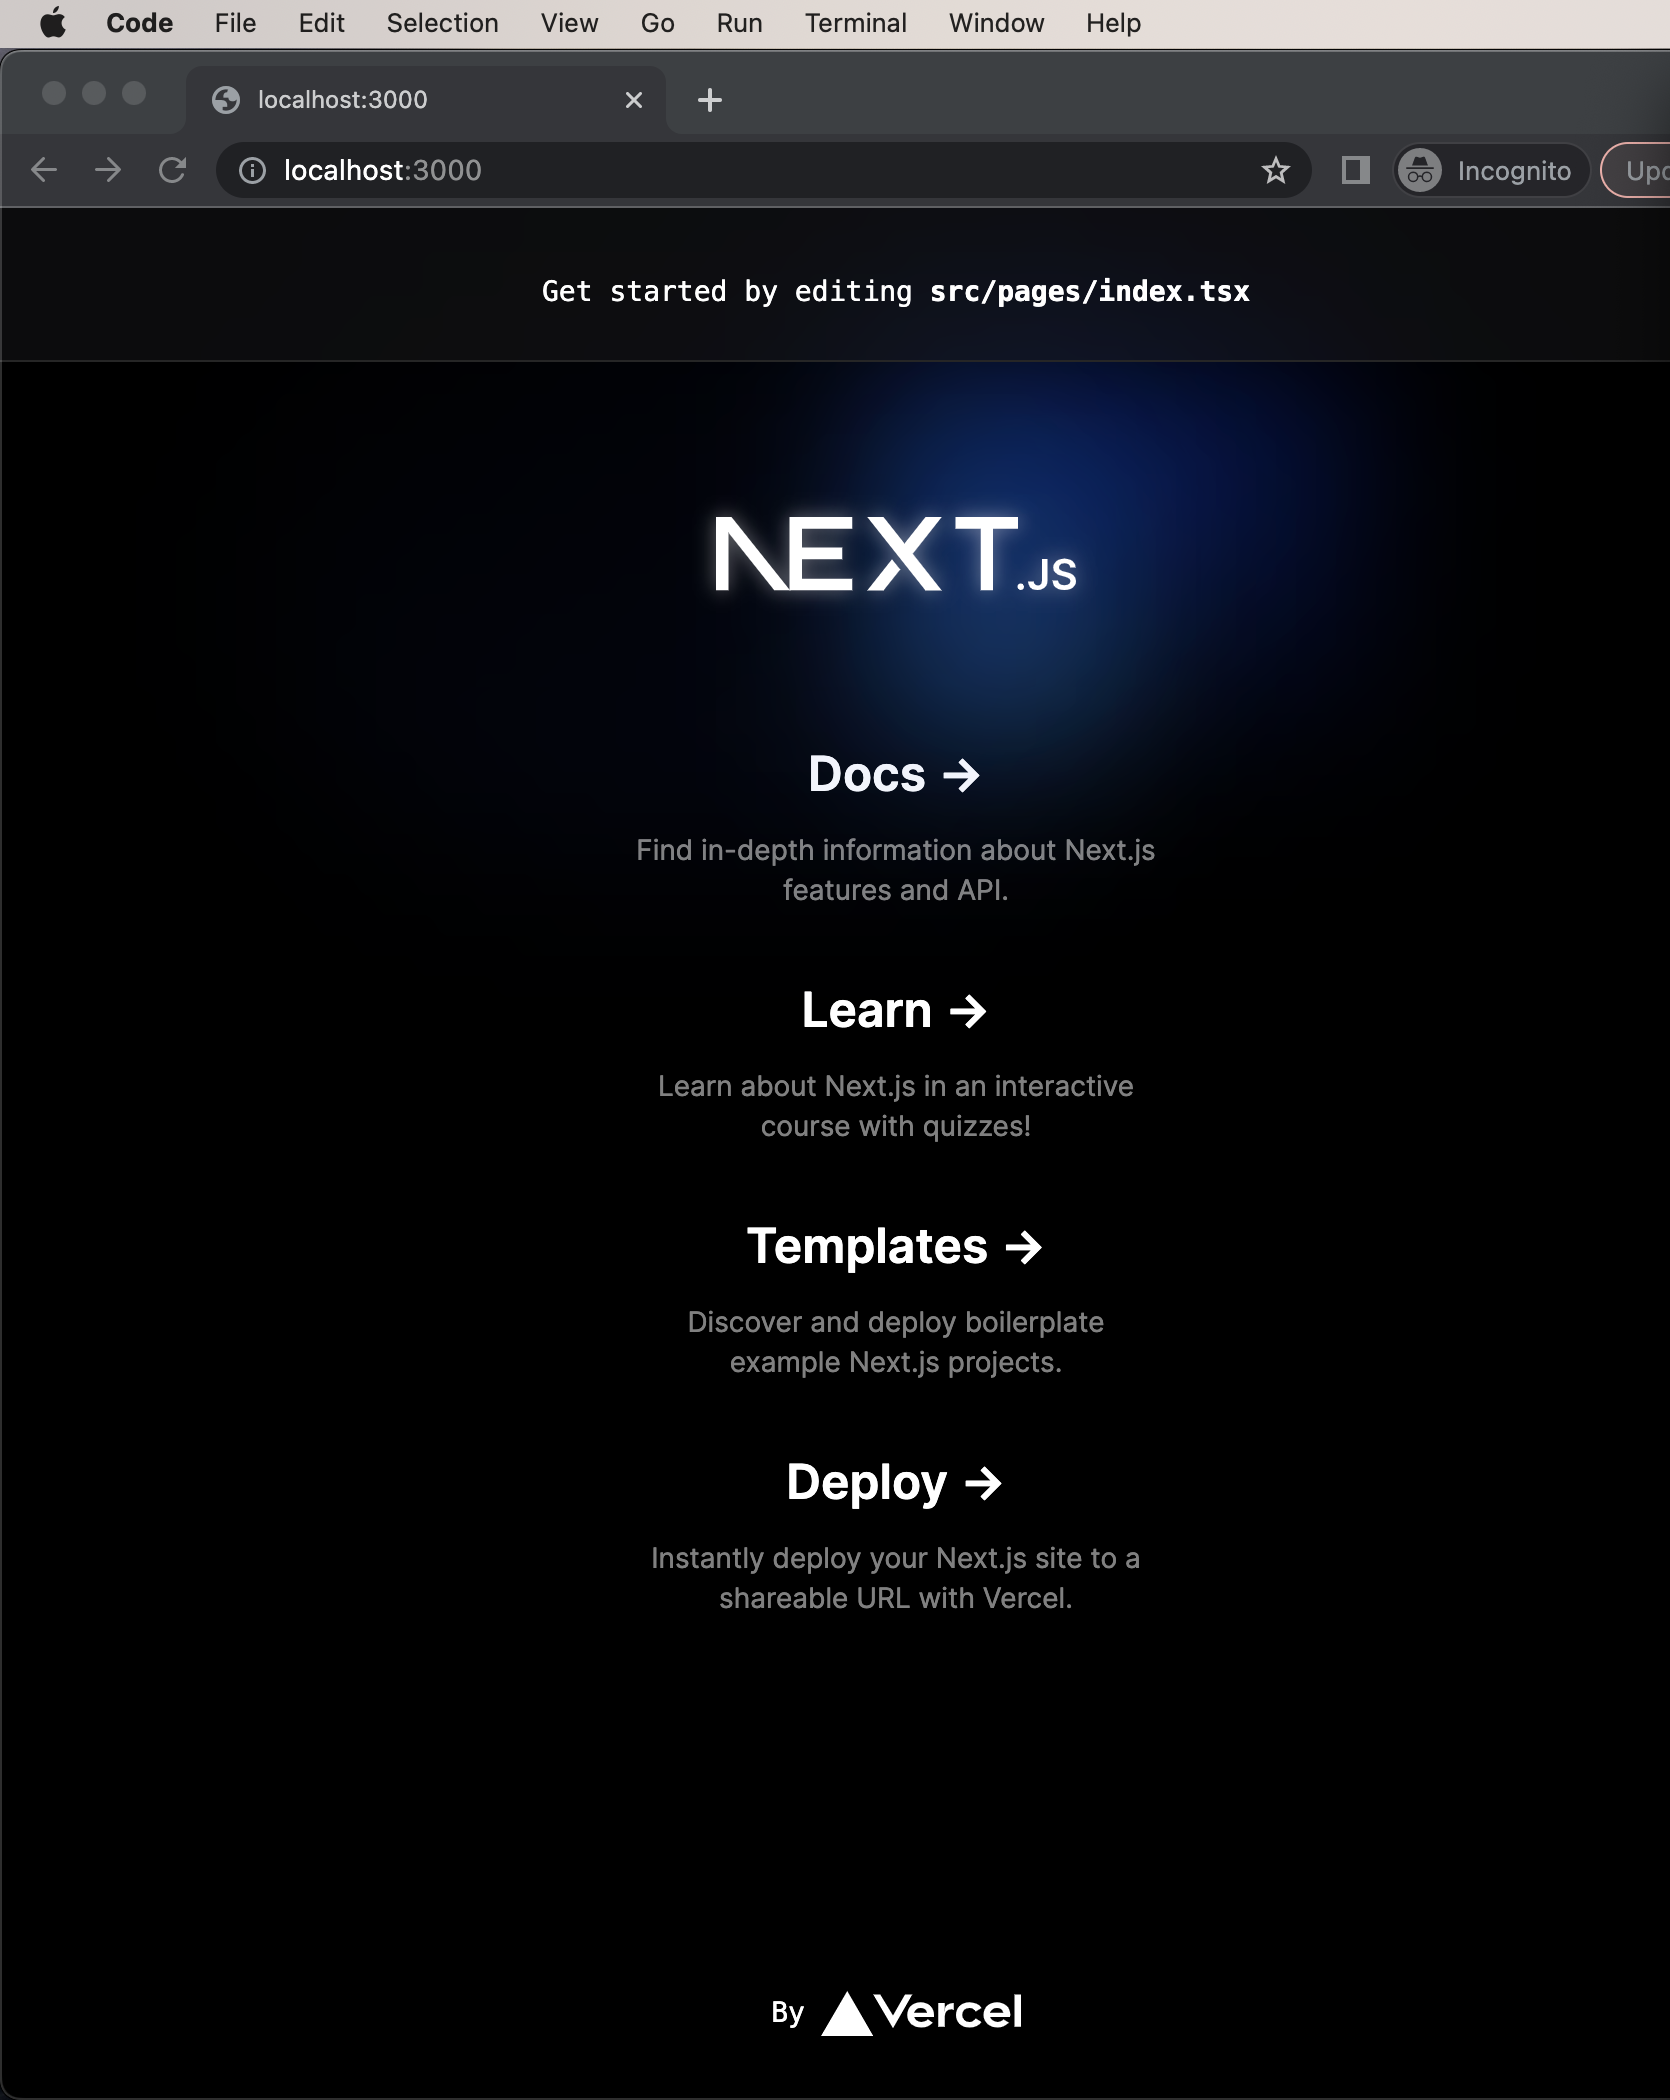 Code File Edit Selection View Go Run Terminal Window Help
localhost:3000
localhost:3000 Incognito
Get started by editing src/pages/index.tsx
NEXT.JS
Docs →
Find in-depth information about Next.js
features and API.
Learn →
Learn about Next.js in an interactive
course with quizzes!
Templates →
Discover and deploy boilerplate
example Next.js projects.
Deploy →
Instantly deploy your Next.js site to a
shareable URL with Vercel.
By Vercel